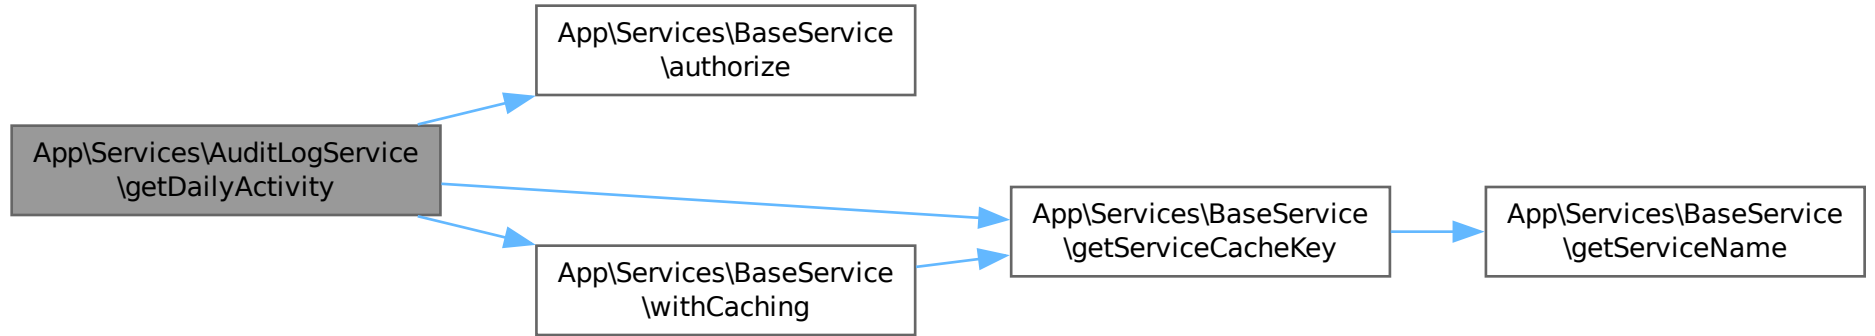 App\Services\BaseService
\authorize
App\Services\AuditLogService
\getDailyActivity
App\Services\BaseService
\getServiceCacheKey
App\Services\BaseService
\getServiceName
App\Services\BaseService
\withCaching